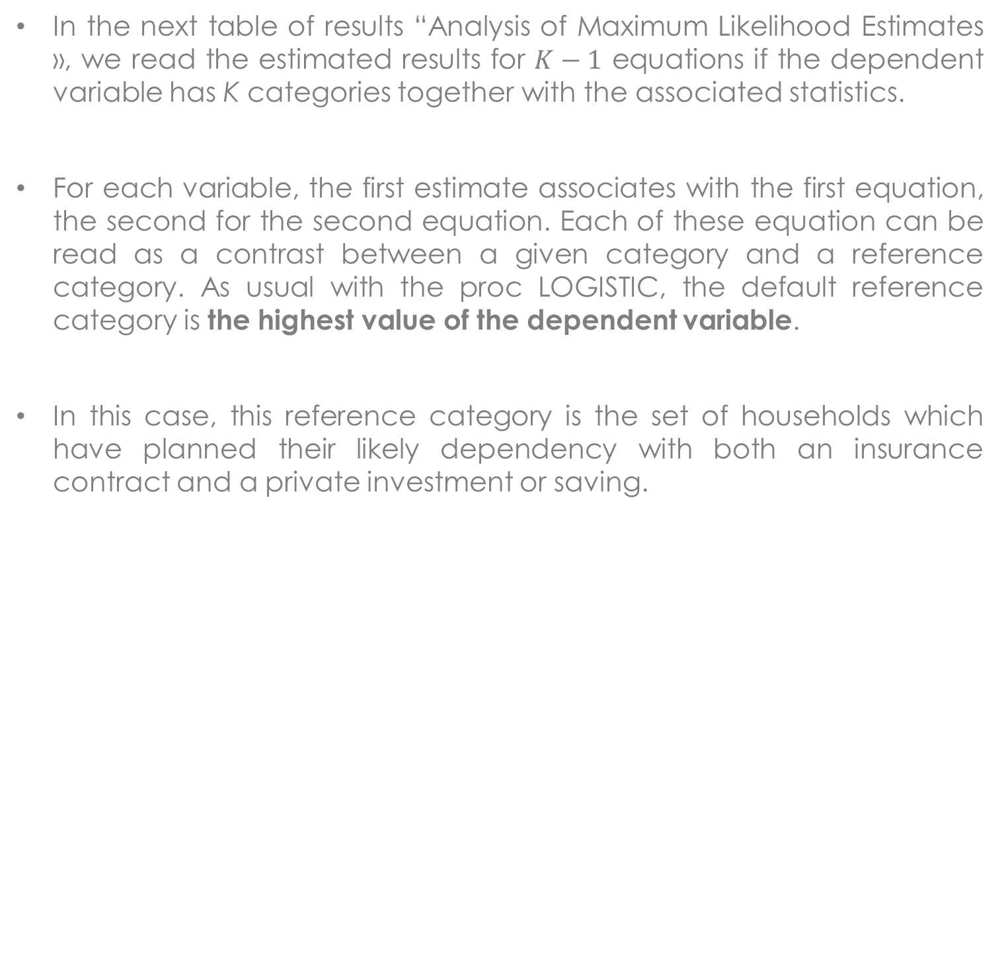 • In the next table of results “Analysis of Maximum Likelihood Estimates
», we read the estimated results for K − 1 equations if the dependent
variable has K categories together with the associated statistics.
• For each variable, the first estimate associates with the first equation,
the second for the second equation. Each of these equation can be
read as a contrast between a given category and a reference
category. As usual with the proc LOGISTIC, the default reference
category is the highest value of the dependent variable.
• In this case, this reference category is the set of households which
have planned their likely dependency with both an insurance
contract and a private investment or saving.